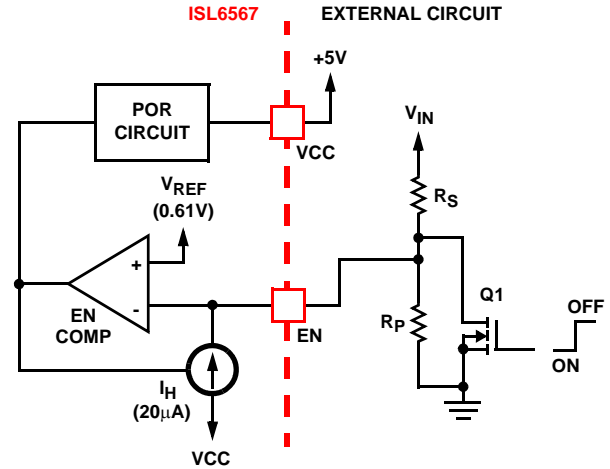 ISL6567
EXTERNAL CIRCUIT
+5V
POR
CIRCUIT
VCC
VIN
VREF
(0.61V)
RS
+
-
EN
COMP
EN
RP
Q1
OFF
ON
IH
(20μA)
VCC